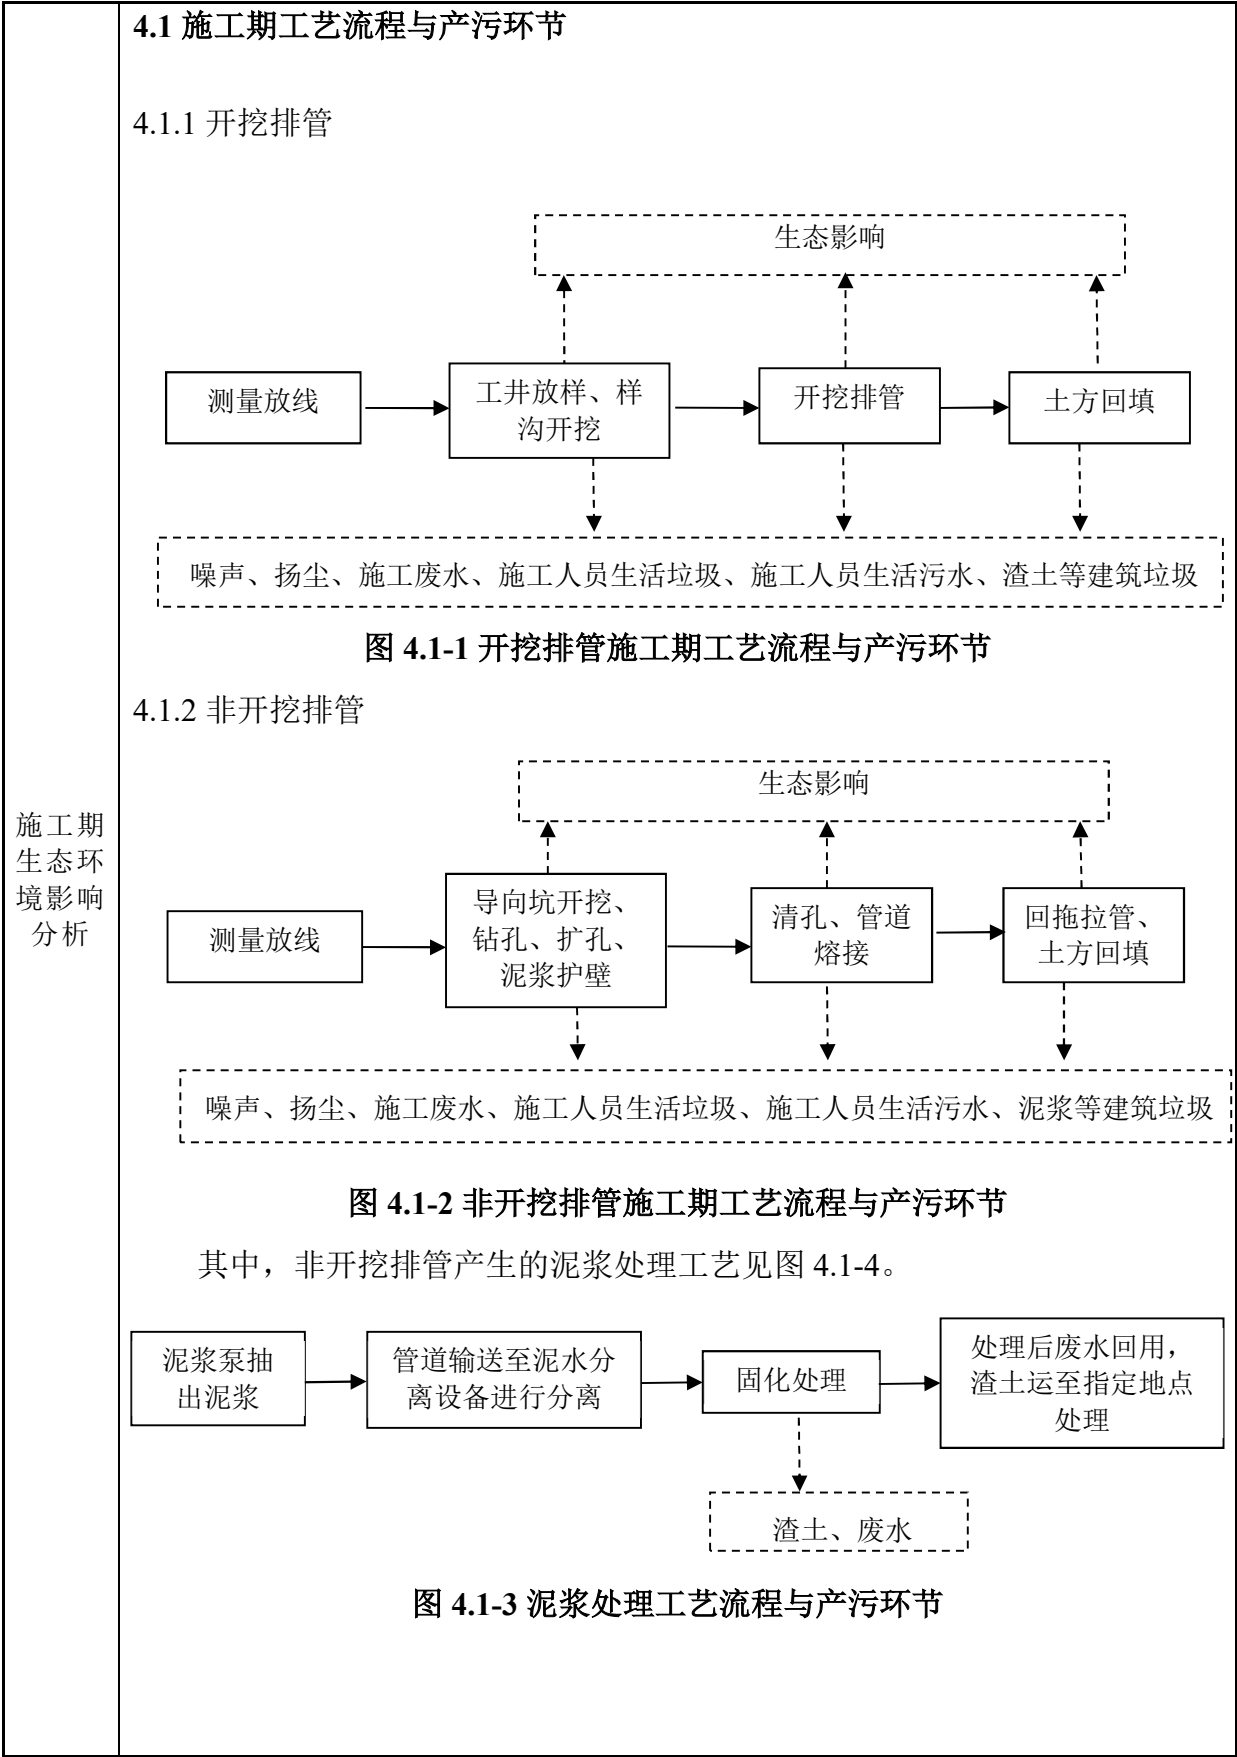 施工期
生态环
境影响
分析
4.1 施工期工艺流程与产污环节
4.1.1 开挖排管
生态影响
测量放线
工井放样、样
沟开挖
开挖排管
土方回填
噪声、扬尘、施工废水、施工人员生活垃圾、施工人员生活污水、渣土等建筑垃圾
图 4.1-1 开挖排管施工期工艺流程与产污环节
4.1.2 非开挖排管
生态影响
测量放线
导向坑开挖、
钻孔、扩孔、
泥浆护壁
清孔、管道
熔接
回拖拉管、
土方回填
噪声、扬尘、施工废水、施工人员生活垃圾、施工人员生活污水、泥浆等建筑垃圾
图 4.1-2 非开挖排管施工期工艺流程与产污环节
其中，非开挖排管产生的泥浆处理工艺见图 4.1-4。
泥浆泵抽
出泥浆
管道输送至泥水分
离设备进行分离
固化处理
处理后废水回用，
渣土运至指定地点
处理
渣土、废水
图 4.1-3 泥浆处理工艺流程与产污环节